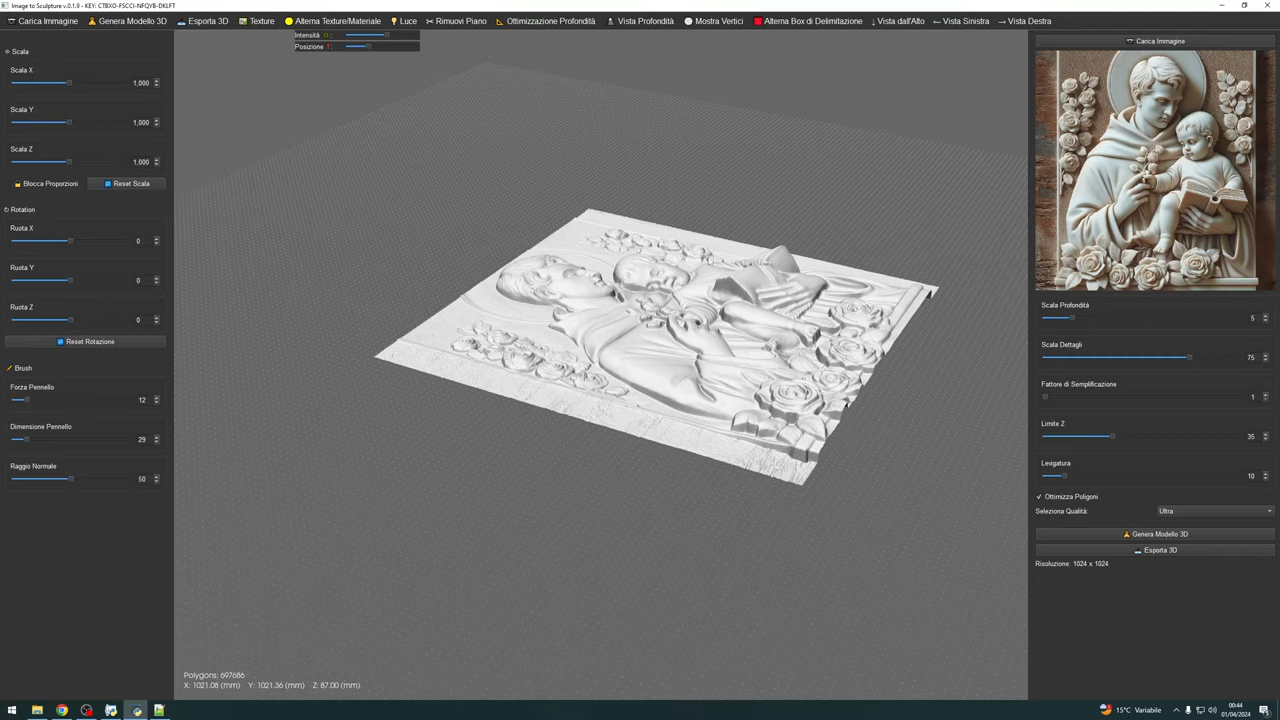 Image to Sculpture v.0.1.9 - KEY: CTBXO-FSCCI-NFQYB-DKLFT
Carica Immagine
Genera Modello 3D
Esporta 3D
Texture
Alterna Texture/Materiale
Luce
Rimuovi Piano
Ottimizzazione Profondità
Vista Profondità
Mostra Vertici
Alterna Box di Delimitazione
Vista dall'Alto
Vista Sinistra
Vista Destra
Scala
Scala X
1,000
Scala Y
1,000
Scala Z
1,000
Blocca Proporzioni
Reset Scala
Rotation
Ruota X
0
Ruota Y
0
Ruota Z
0
Reset Rotazione
Brush
Forza Pennello
12
Dimensione Pennello
29
Raggio Normale
50
Intensità
Posizione
Polygons: 697686
X: 1021.08 (mm) Y: 1021.36 (mm) Z: 87.00 (mm)
Carica Immagine
Scala Profondità
5
Scala Dettagli
75
Fattore di Semplificazione
1
Limite Z
35
Levigatura
10
Ottimizza Poligoni
Seleziona Qualità:
Ultra
Genera Modello 3D
Esporta 3D
Risoluzione: 1024 x 1024
15°C Variabile
00:44
01/04/2024